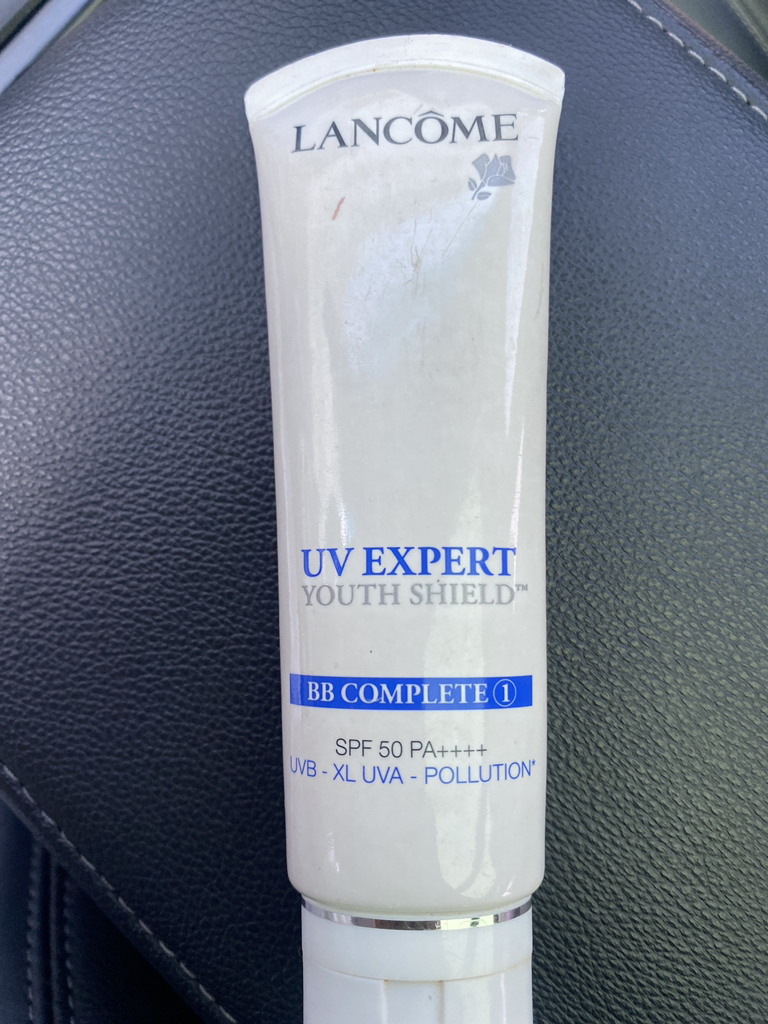 LANCÔME
UV EXPERT
YOUTH SHIELD™
BB COMPLETE ①
SPF 50 PA++++
UVB - XL UVA - POLLUTION*